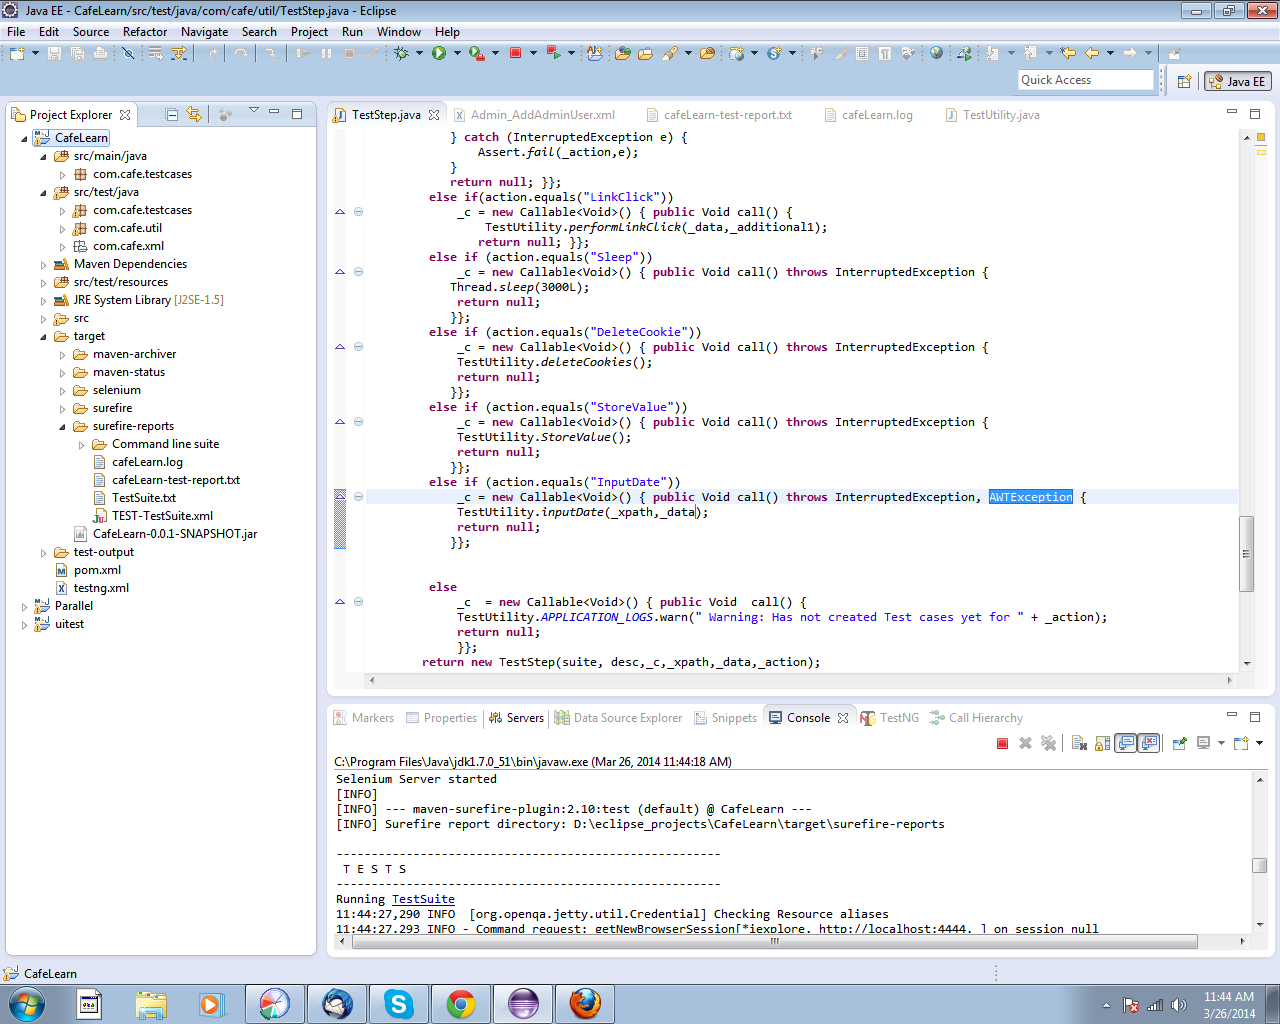 Java EE - CafeLearn/src/test/java/com/cafe/util/TestStep.java - Eclipse
File Edit Source Refactor Navigate Search Project Run Window Help
Quick Access
Java EE
Project Explorer
CafeLearn
src/main/java
com.cafe.testcases
src/test/java
com.cafe.testcases
com.cafe.util
com.cafe.xml
Maven Dependencies
src/test/resources
JRE System Library [J2SE-1.5]
src
target
maven-archiver
maven-status
selenium
surefire
surefire-reports
Command line suite
cafeLearn.log
cafeLearn-test-report.txt
TestSuite.txt
TEST-TestSuite.xml
CafeLearn-0.0.1-SNAPSHOT.jar
test-output
pom.xml
testng.xml
Parallel
uitest
TestStep.java Admin_AddAdminUser.xml cafeLearn-test-report.txt cafeLearn.log TestUtility.java
} catch (InterruptedException e) {
Assert.fail(_action,e);
}
return null; }};
else if(action.equals("LinkClick"))
_c = new Callable<Void>() { public Void call() {
TestUtility.performLinkClick(_data,_additional1);
return null; }};
else if (action.equals("Sleep"))
_c = new Callable<Void>() { public Void call() throws InterruptedException {
Thread.sleep(3000L);
return null;
}};
else if (action.equals("DeleteCookie"))
_c = new Callable<Void>() { public Void call() throws InterruptedException {
TestUtility.deleteCookies();
return null;
}};
else if (action.equals("StoreValue"))
_c = new Callable<Void>() { public Void call() throws InterruptedException {
TestUtility.StoreValue();
return null;
}};
else if (action.equals("InputDate"))
_c = new Callable<Void>() { public Void call() throws InterruptedException, AWTException {
TestUtility.inputDate(_xpath,_data);
return null;
}};
else
_c = new Callable<Void>() { public Void call() {
TestUtility.APPLICATION_LOGS.warn(" Warning: Has not created Test cases yet for " + _action);
return null;
}};
return new TestStep(suite, desc,_c,_xpath,_data,_action);
Markers Properties Servers Data Source Explorer Snippets Console TestNG Call Hierarchy
C:\Program Files\Java\jdk1.7.0_51\bin\javaw.exe (Mar 26, 2014 11:44:18 AM)
Selenium Server started
[INFO]
[INFO] --- maven-surefire-plugin:2.10:test (default) @ CafeLearn ---
[INFO] Surefire report directory: D:\eclipse_projects\CafeLearn\target\surefire-reports
-------------------------------------------------------
T E S T S
-------------------------------------------------------
Running TestSuite
11:44:27,290 INFO [org.openqa.jetty.util.Credential] Checking Resource aliases
11:44:27,293 INFO - Command request: getNewBrowserSession[*iexplore, http://localhost:4444, ] on session null
CafeLearn
11:44 AM
3/26/2014